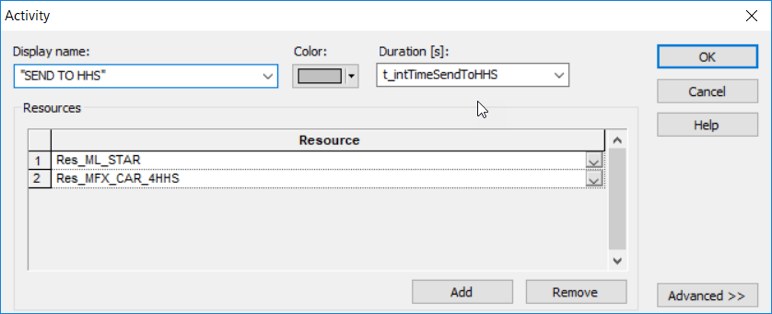 Activity
Display name:
Color:
Duration [s]:
"SEND TO HHS"
t_intTimeSendToHHS
OK
Cancel
Help
Resources
Resource
1 Res_ML_STAR
2 Res_MFX_CAR_4HHS
Add
Remove
Advanced >>